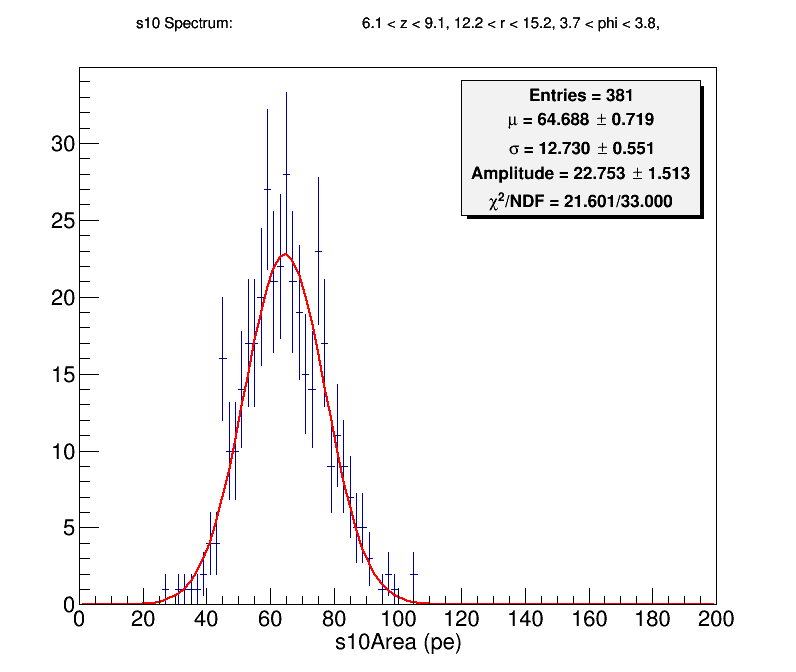 s10 Spectrum: 6.1 < z < 9.1, 12.2 < r < 15.2, 3.7 < phi < 3.8,
Entries = 381
μ = 64.688 ± 0.719
σ = 12.730 ± 0.551
Amplitude = 22.753 ± 1.513
χ²/NDF = 21.601/33.000
30
25
20
15
10
5
0
0 20 40 60 80 100 120 140 160 180 200
s10Area (pe)